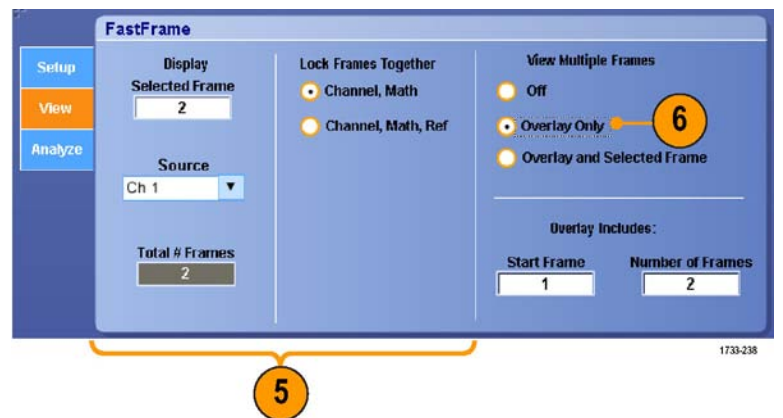 FastFrame
Setup
View
Analyze
Display
Selected Frame
2
Source
Ch 1
Total # Frames
2
Lock Frames Together
Channel, Math
Channel, Math, Ref
View Multiple Frames
Off
Overlay Only
6
Overlay and Selected Frame
Overlay Includes:
Start Frame
1
Number of Frames
2
1733-238
5